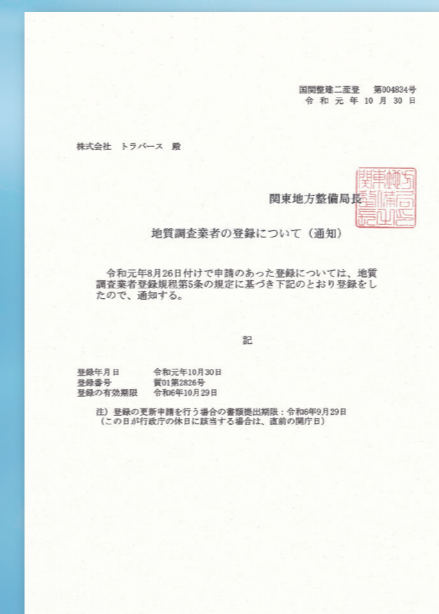 国関整建二産登　第004834号
令和元年10月30日
株式会社　トラバース　殿
関東地方整備局長
地質調査業者の登録について（通知）
令和元年8月26日付けで申請のあった登録については、地質
調査業者登録規程第5条の規定に基づき下記のとおり登録をし
たので、通知する。
記
登録年月日　令和元年10月30日
登録番号　質01第2826号
登録の有効期限　令和6年10月29日
注）登録の更新申請を行う場合の書類提出期限：令和6年9月29日
（この日が行政庁の休日に該当する場合は、直前の開庁日）